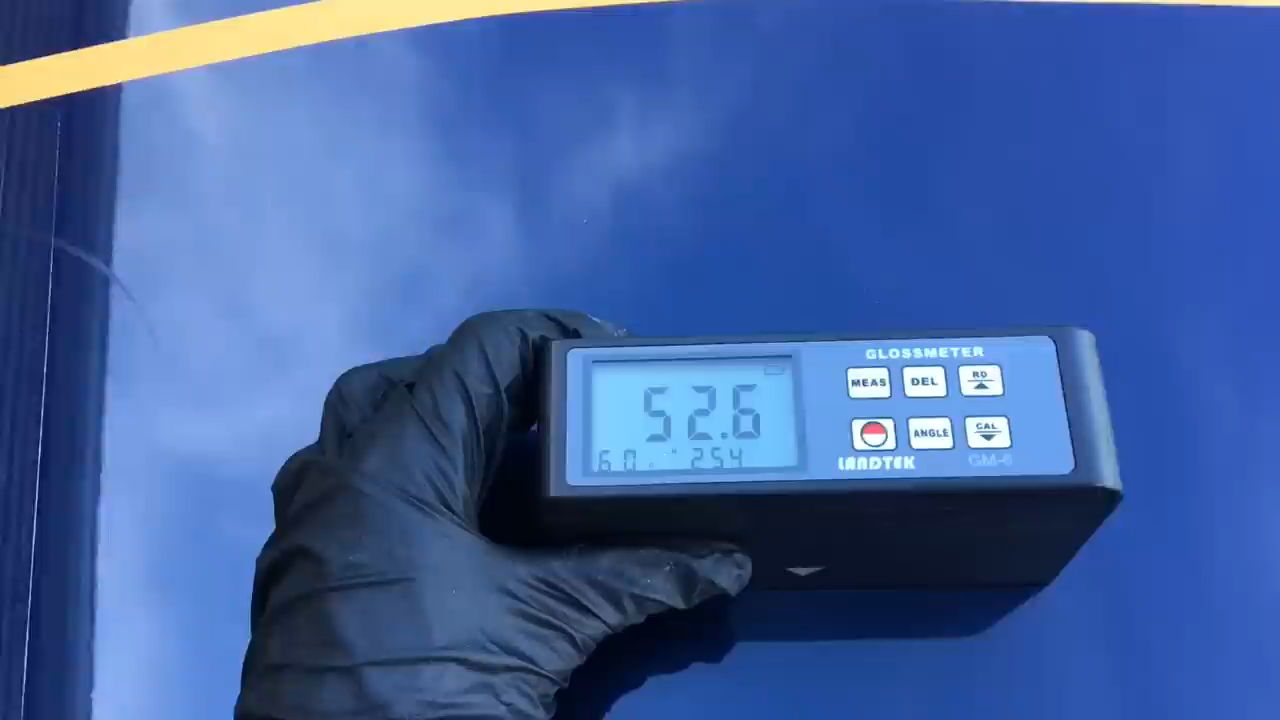 GLOSSMETER
52.6
60° 254
MEAS DEL RD
ANGLE CAL
LANDTEK GM-6